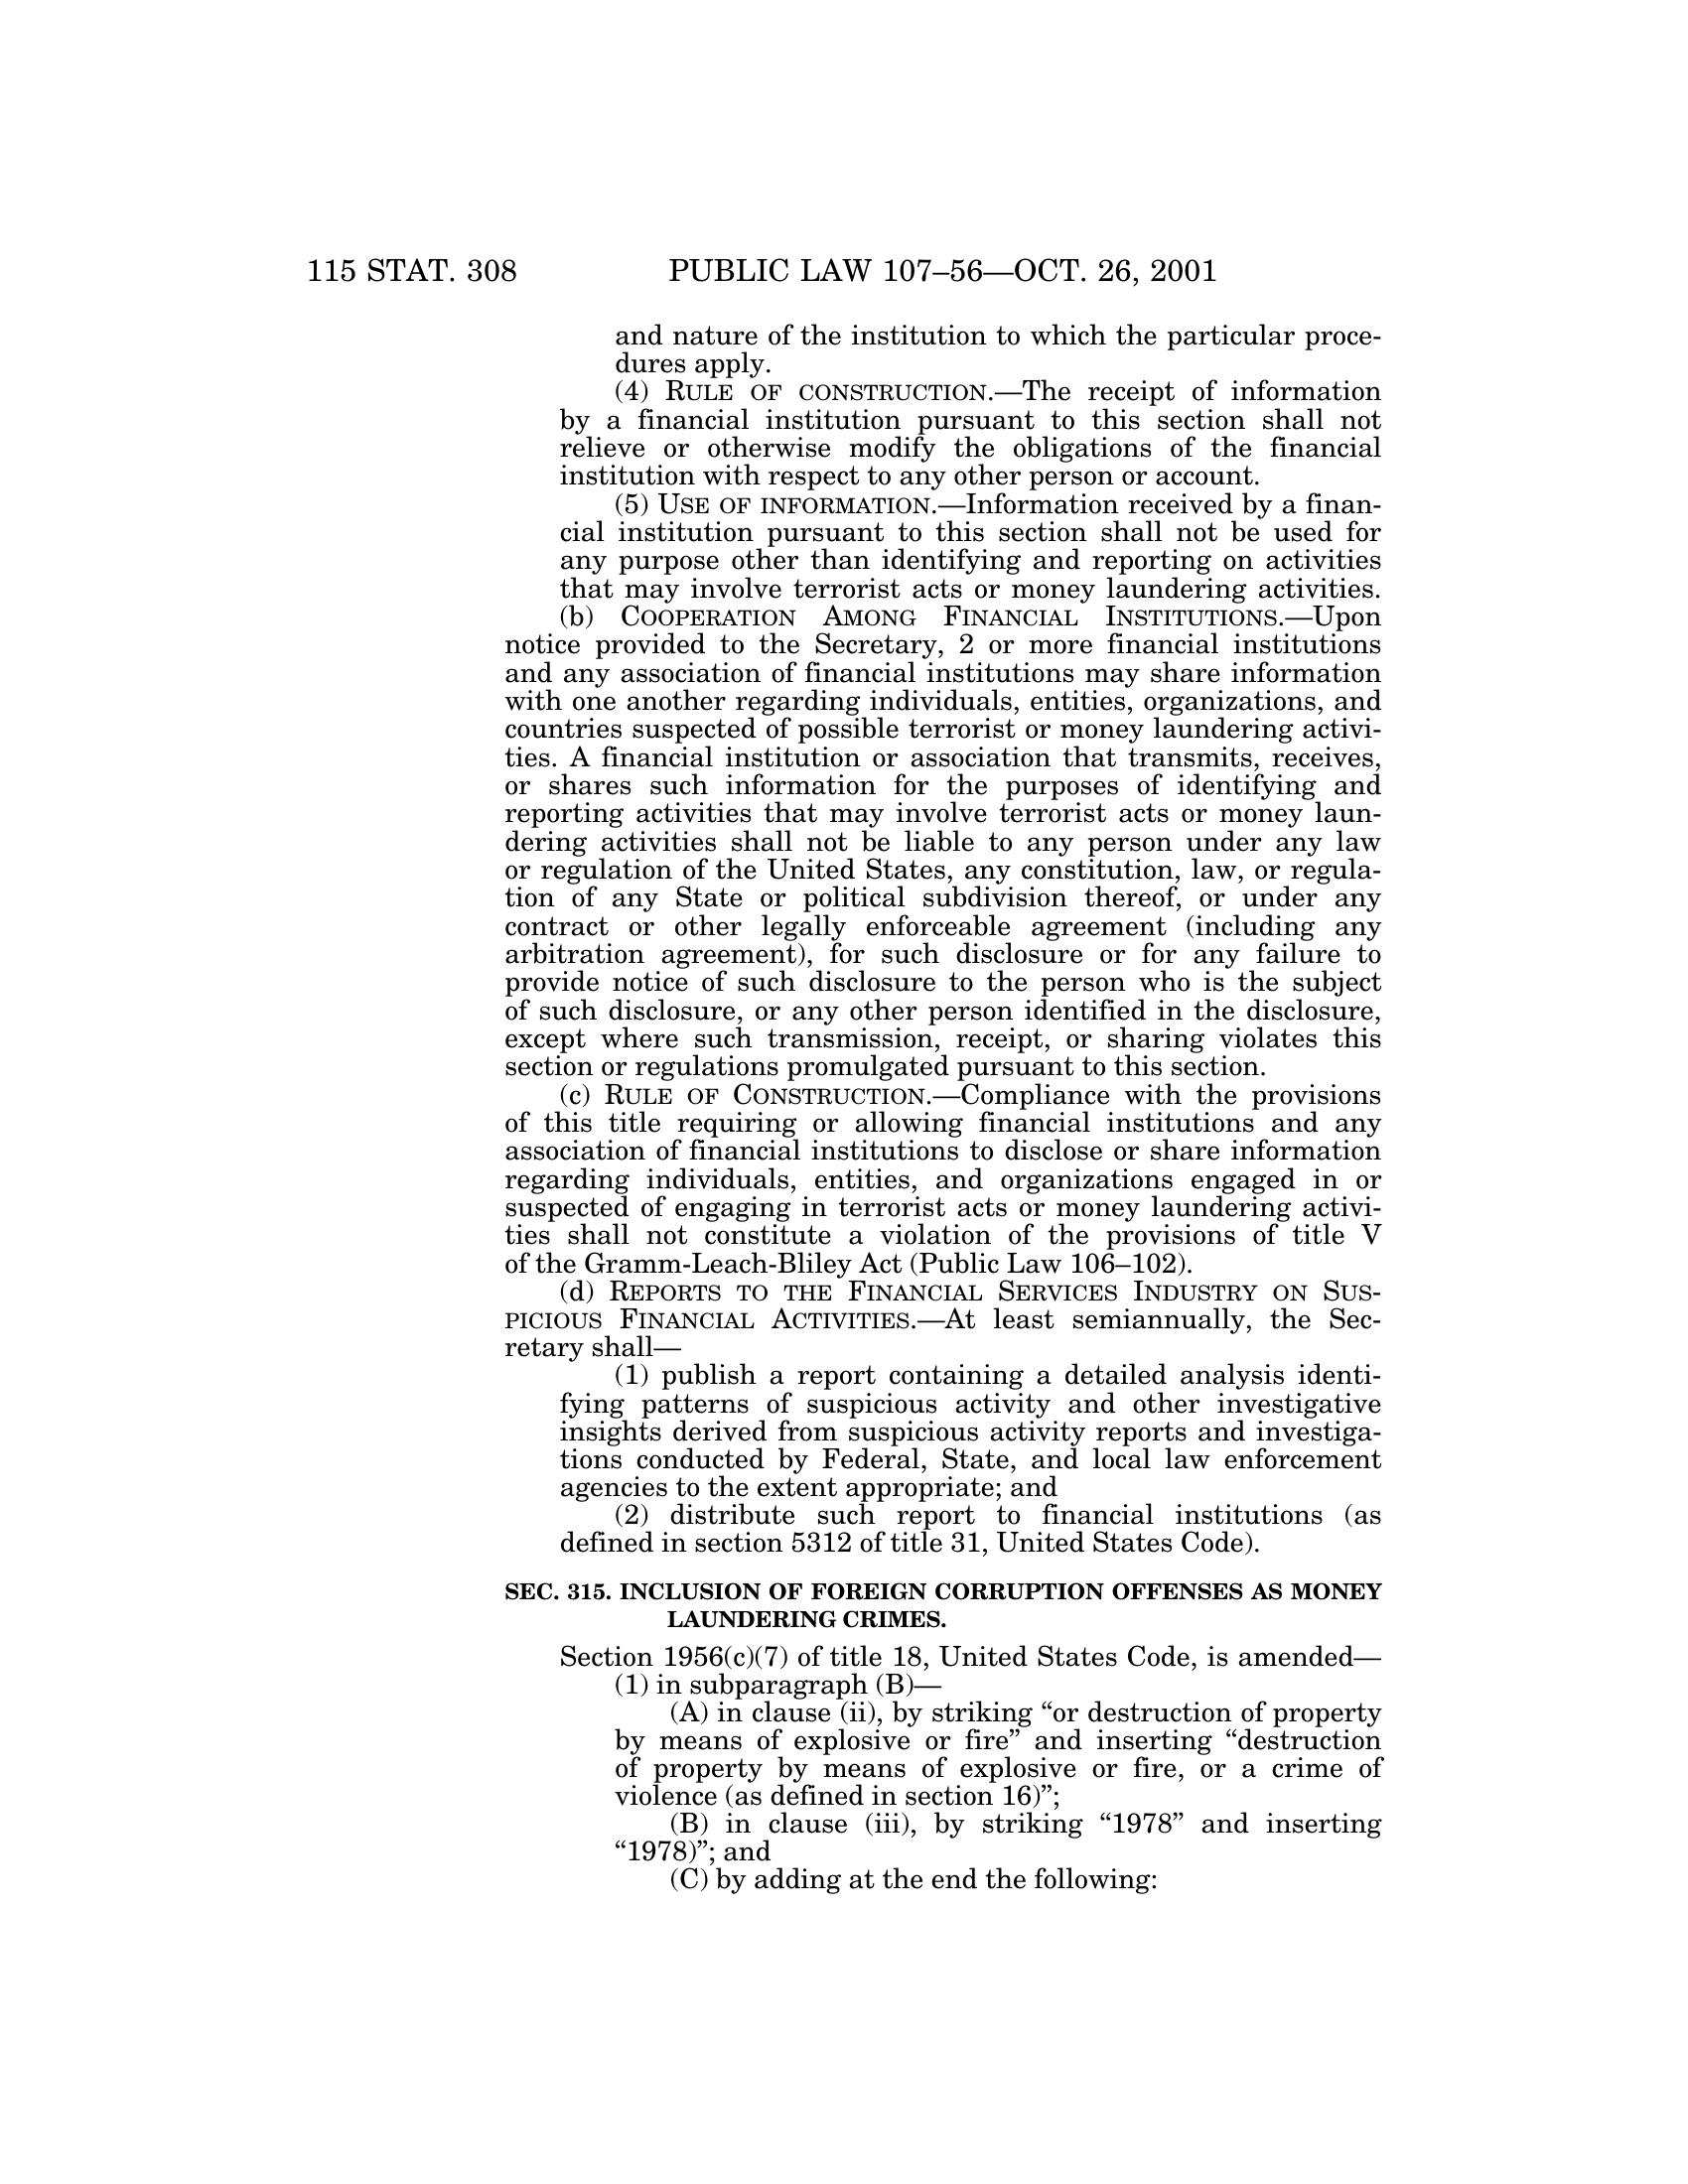 115 STAT. 308 PUBLIC LAW 107–56—OCT. 26, 2001
and nature of the institution to which the particular proce-
dures apply.
(4) RULE OF CONSTRUCTION.—The receipt of information
by a financial institution pursuant to this section shall not
relieve or otherwise modify the obligations of the financial
institution with respect to any other person or account.
(5) USE OF INFORMATION.—Information received by a finan-
cial institution pursuant to this section shall not be used for
any purpose other than identifying and reporting on activities
that may involve terrorist acts or money laundering activities.
(b) COOPERATION AMONG FINANCIAL INSTITUTIONS.—Upon
notice provided to the Secretary, 2 or more financial institutions
and any association of financial institutions may share information
with one another regarding individuals, entities, organizations, and
countries suspected of possible terrorist or money laundering activi-
ties. A financial institution or association that transmits, receives,
or shares such information for the purposes of identifying and
reporting activities that may involve terrorist acts or money laun-
dering activities shall not be liable to any person under any law
or regulation of the United States, any constitution, law, or regula-
tion of any State or political subdivision thereof, or under any
contract or other legally enforceable agreement (including any
arbitration agreement), for such disclosure or for any failure to
provide notice of such disclosure to the person who is the subject
of such disclosure, or any other person identified in the disclosure,
except where such transmission, receipt, or sharing violates this
section or regulations promulgated pursuant to this section.
(c) RULE OF CONSTRUCTION.—Compliance with the provisions
of this title requiring or allowing financial institutions and any
association of financial institutions to disclose or share information
regarding individuals, entities, and organizations engaged in or
suspected of engaging in terrorist acts or money laundering activi-
ties shall not constitute a violation of the provisions of title V
of the Gramm-Leach-Bliley Act (Public Law 106–102).
(d) REPORTS TO THE FINANCIAL SERVICES INDUSTRY ON SUS-
PICIOUS FINANCIAL ACTIVITIES.—At least semiannually, the Sec-
retary shall—
(1) publish a report containing a detailed analysis identi-
fying patterns of suspicious activity and other investigative
insights derived from suspicious activity reports and investiga-
tions conducted by Federal, State, and local law enforcement
agencies to the extent appropriate; and
(2) distribute such report to financial institutions (as
defined in section 5312 of title 31, United States Code).
SEC. 315. INCLUSION OF FOREIGN CORRUPTION OFFENSES AS MONEY
LAUNDERING CRIMES.
Section 1956(c)(7) of title 18, United States Code, is amended—
(1) in subparagraph (B)—
(A) in clause (ii), by striking “or destruction of property
by means of explosive or fire” and inserting “destruction
of property by means of explosive or fire, or a crime of
violence (as defined in section 16)”;
(B) in clause (iii), by striking “1978” and inserting
“1978)”; and
(C) by adding at the end the following: